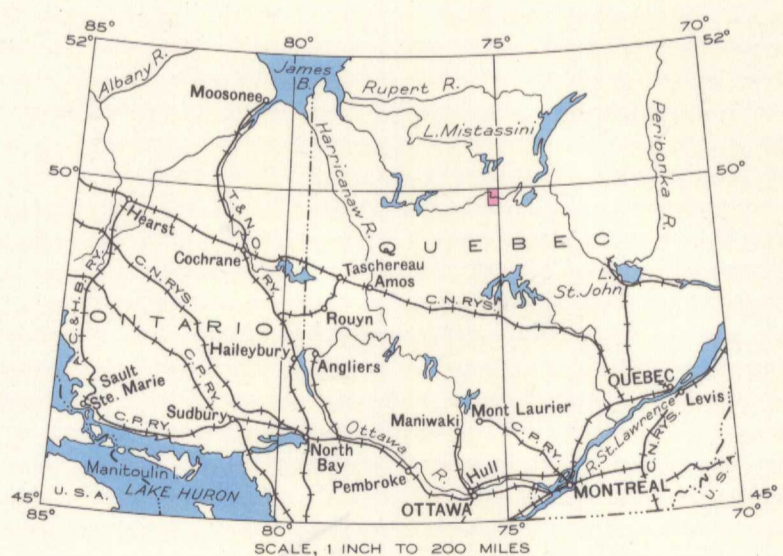 85°
80°
75°
70°
52°
52°
Albany R.
James
B.
Moosonee
Rupert R.
L. Mistassini
Peribonka R.
Harricanaw R.
50°
50°
T. & N.O. RY.
Hearst
Cochrane
QUEBEC
Taschereau
Amos
L.
St. John
C.N. RYS.
C.N. RYS.
A.C. & H.B. RY.
ONTARIO
Rouyn
Haileybury
Angliers
C.P. RY.
QUEBEC
Levis
Sault
Ste. Marie
C.P. RY.
Sudbury
Maniwaki
Mont Laurier
C.P. RY.
R. St. Lawrence
C.N. RYS.
North
Bay
Ottawa R.
Pembroke
Hull
Manitoulin I.
LAKE HURON
U.S.A.
OTTAWA
MONTREAL
U.S.A.
45°
45°
85°
80°
75°
70°
SCALE, 1 INCH TO 200 MILES